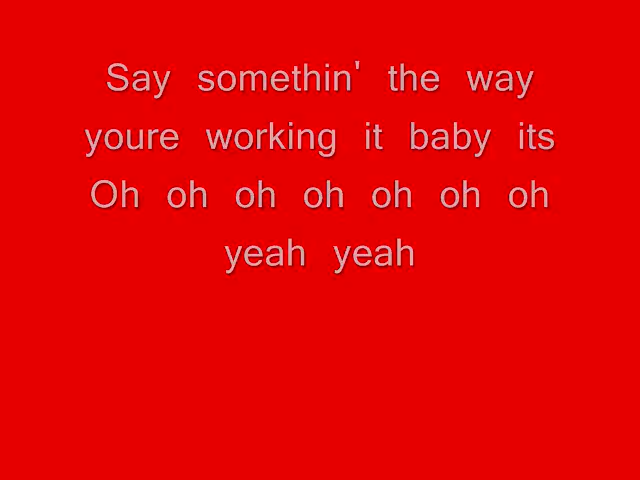 Say somethin' the way
youre working it baby its
Oh oh oh oh oh oh oh
yeah yeah